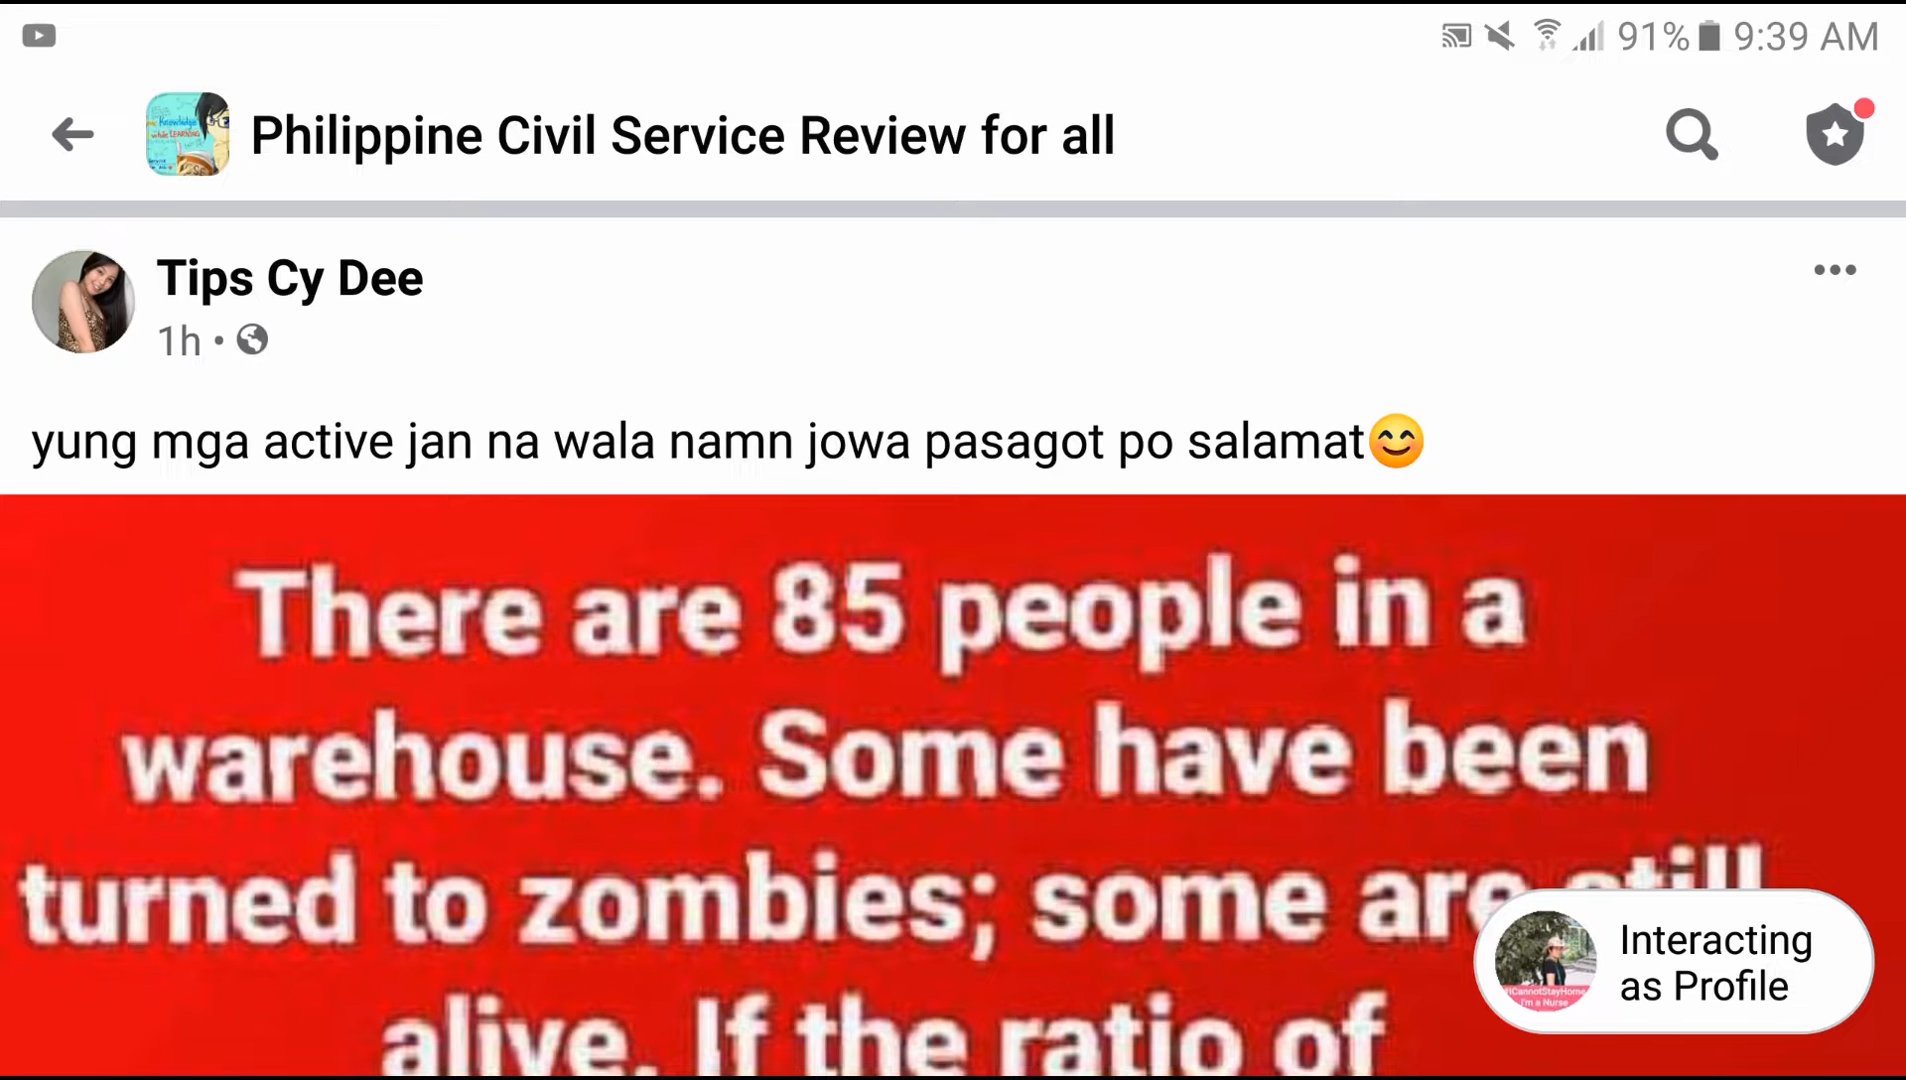 91% 9:39 AM
Philippine Civil Service Review for all
Tips Cy Dee
1h •
yung mga active jan na wala namn jowa pasagot po salamat😊
There are 85 people in a
warehouse. Some have been
turned to zombies; some are still
alive. If the ratio of
Interacting
as Profile
I'm a Nurse